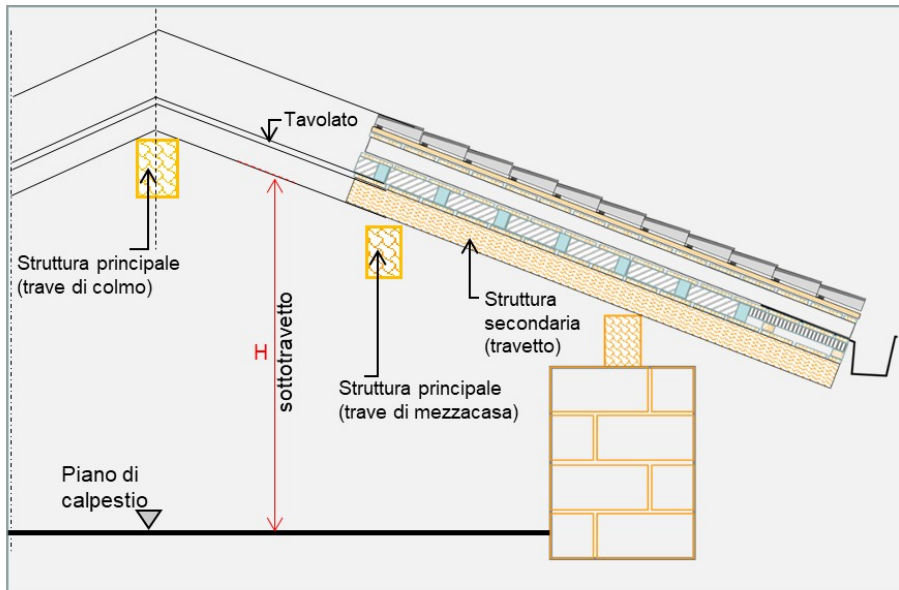 Tavolato
Struttura principale
(trave di colmo)
H
sottotravetto
Struttura
secondaria
(travetto)
Struttura principale
(trave di mezzacasa)
Piano di
calpestio